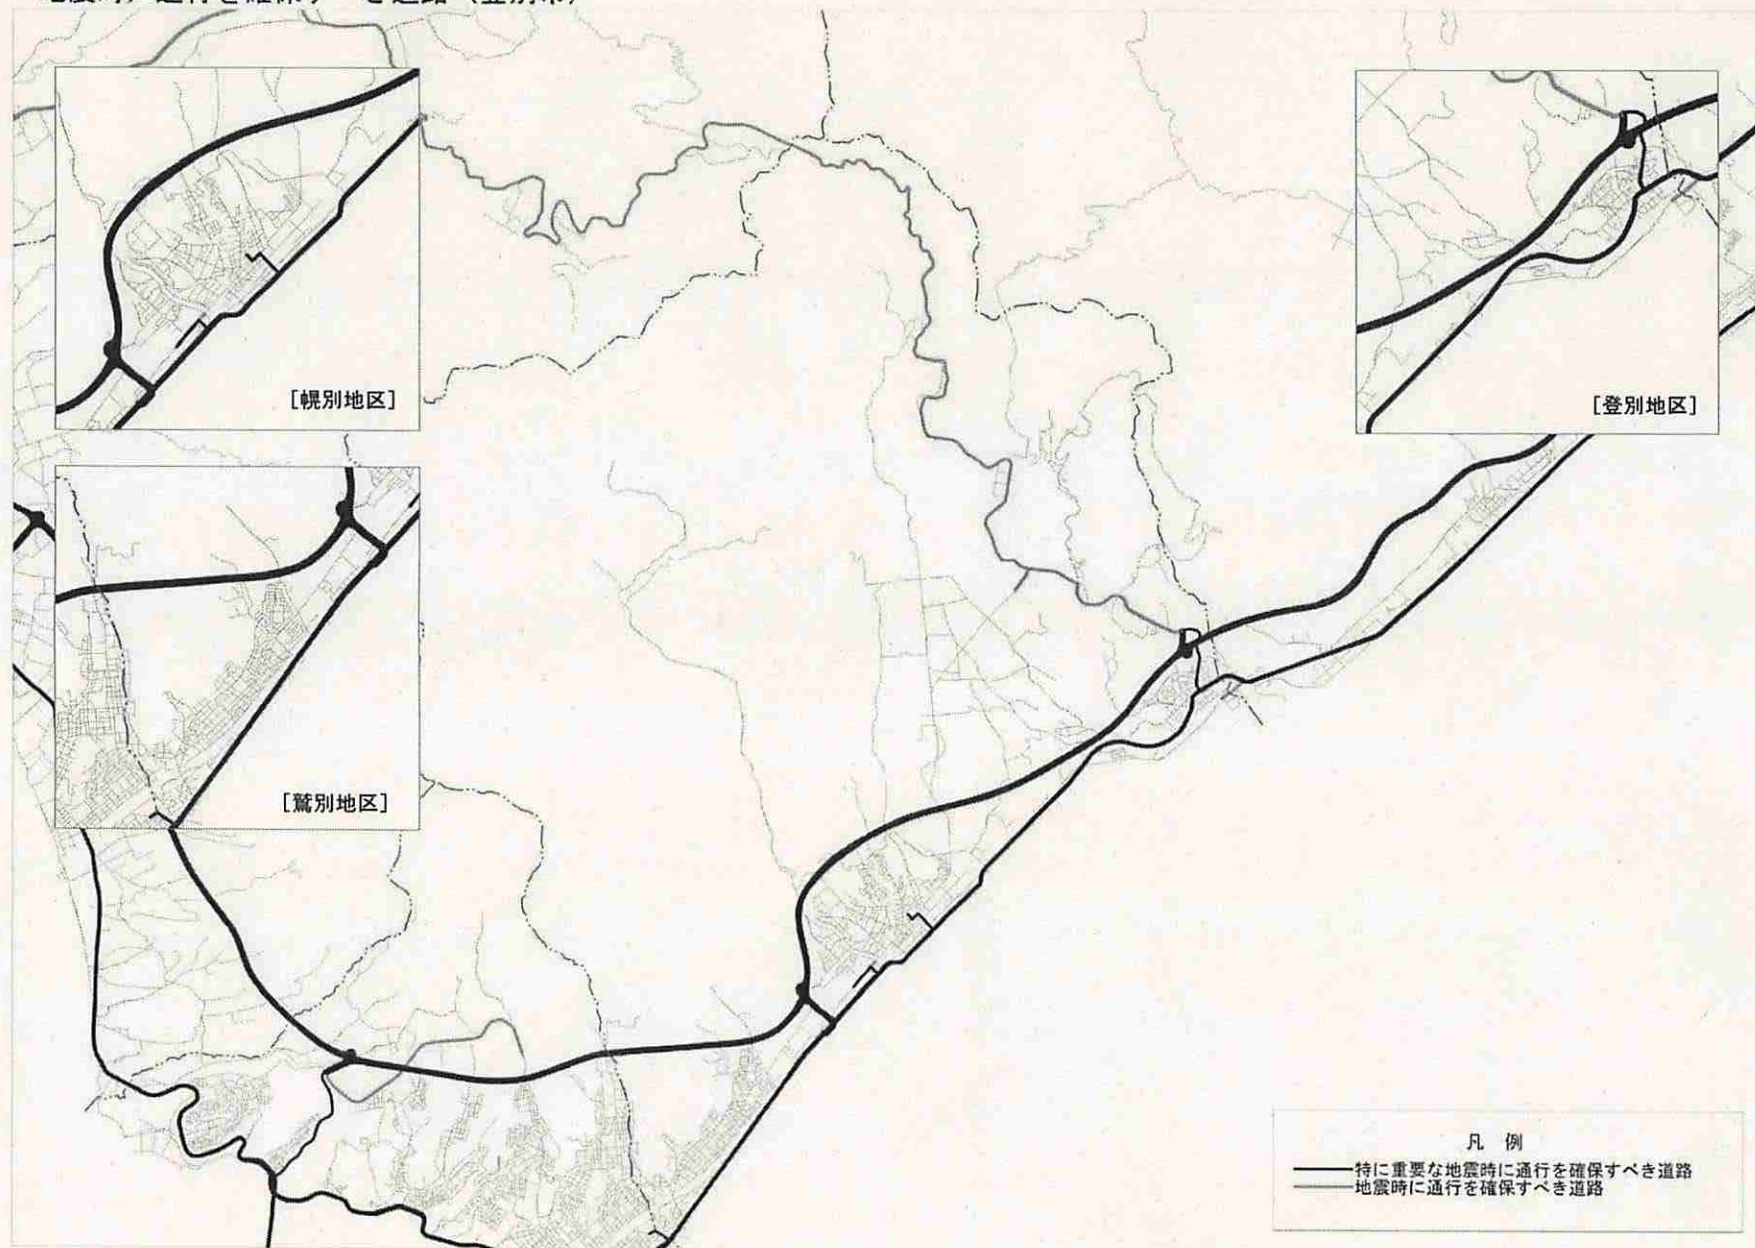 [幌別地区]
[登別地区]
[鷲別地区]
凡 例
特に重要な地震時に通行を確保すべき道路
地震時に通行を確保すべき道路